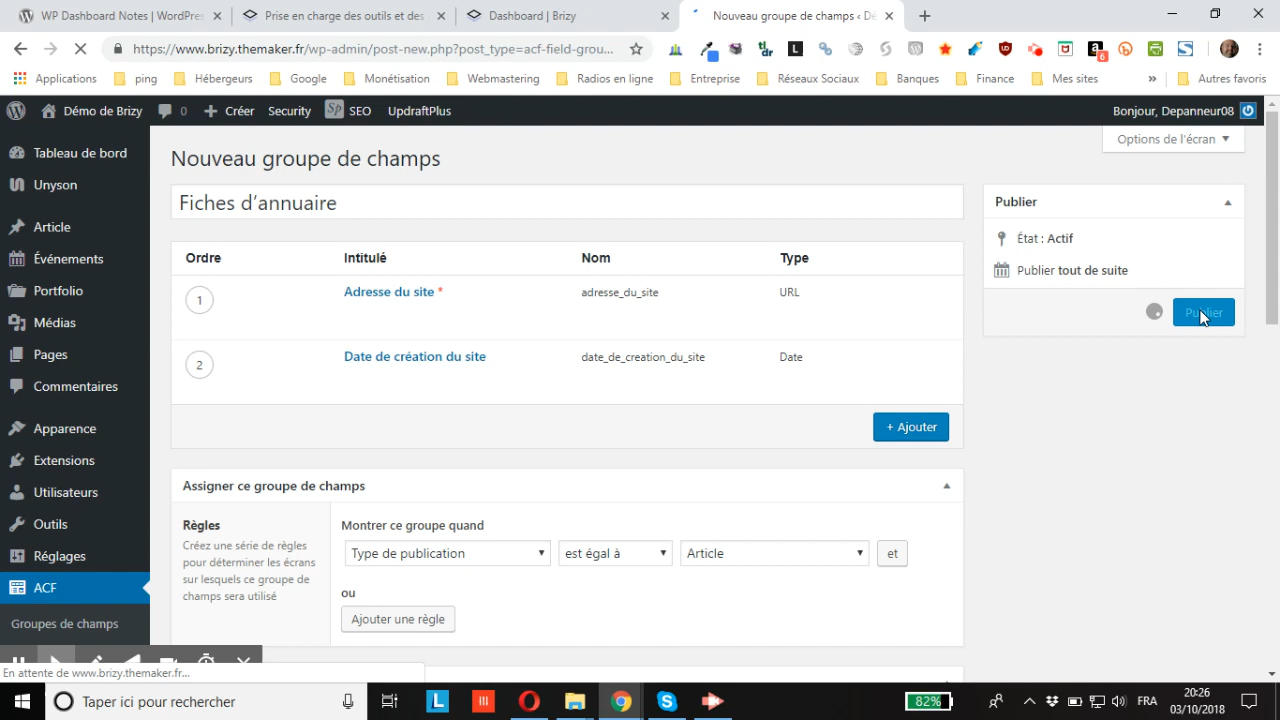 WP Dashboard Notes | WordPres
Prise en charge des outils et des
Dashboard | Brizy
Nouveau groupe de champs ‹ Dé
https://www.brizy.themaker.fr/wp-admin/post-new.php?post_type=acf-field-grou...
tl;dr
L
6
Applications
ping
Hébergeurs
Google
Monétisation
Webmastering
Radios en ligne
Entreprise
Réseaux Sociaux
Banques
Finance
Mes sites
»
Autres favoris
Démo de Brizy
0
Créer
Security
Sp SEO
UpdraftPlus
Bonjour, Depanneur08
Options de l'écran
Tableau de bord
Unyson
Article
Événements
Portfolio
Médias
Pages
Commentaires
Apparence
Extensions
Utilisateurs
Outils
Réglages
ACF
Groupes de champs
Nouveau groupe de champs
Fiches d’annuaire
Ordre
Intitulé
Nom
Type
1
Adresse du site *
adresse_du_site
URL
2
Date de création du site
date_de_creation_du_site
Date
+ Ajouter
Assigner ce groupe de champs
Règles
Créez une série de règles
pour déterminer les écrans
sur lesquels ce groupe de
champs sera utilisé
Montrer ce groupe quand
Type de publication
est égal à
Article
et
ou
Ajouter une règle
Publier
État : Actif
Publier tout de suite
Publier
En attente de www.brizy.themaker.fr...
Taper ici pour rechercher
L
82%
FRA
20:26
03/10/2018